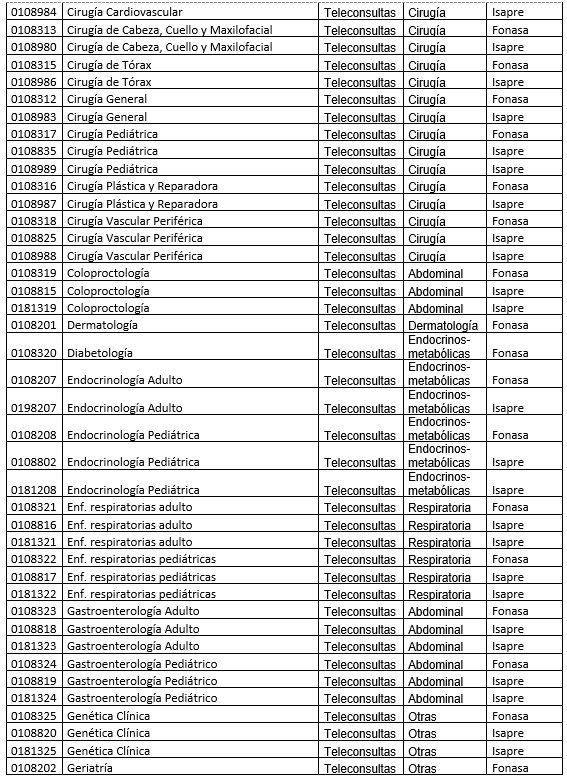 0108984 Cirugía Cardiovascular Teleconsultas Cirugía Isapre
0108313 Cirugía de Cabeza, Cuello y Maxilofacial Teleconsultas Cirugía Fonasa
0108980 Cirugía de Cabeza, Cuello y Maxilofacial Teleconsultas Cirugía Isapre
0108315 Cirugía de Tórax Teleconsultas Cirugía Fonasa
0108986 Cirugía de Tórax Teleconsultas Cirugía Isapre
0108312 Cirugía General Teleconsultas Cirugía Fonasa
0108983 Cirugía General Teleconsultas Cirugía Isapre
0108317 Cirugía Pediátrica Teleconsultas Cirugía Fonasa
0108835 Cirugía Pediátrica Teleconsultas Cirugía Isapre
0108989 Cirugía Pediátrica Teleconsultas Cirugía Isapre
0108316 Cirugía Plástica y Reparadora Teleconsultas Cirugía Fonasa
0108987 Cirugía Plástica y Reparadora Teleconsultas Cirugía Isapre
0108318 Cirugía Vascular Periférica Teleconsultas Cirugía Fonasa
0108825 Cirugía Vascular Periférica Teleconsultas Cirugía Isapre
0108988 Cirugía Vascular Periférica Teleconsultas Cirugía Isapre
0108319 Coloproctología Teleconsultas Abdominal Fonasa
0108815 Coloproctología Teleconsultas Abdominal Isapre
0181319 Coloproctología Teleconsultas Abdominal Isapre
0108201 Dermatología Teleconsultas Dermatología Fonasa
Endocrinos-
0108320 Diabetología Teleconsultas metabólicas Fonasa
Endocrinos-
0108207 Endocrinología Adulto Teleconsultas metabólicas Fonasa
Endocrinos-
0198207 Endocrinología Adulto Teleconsultas metabólicas Isapre
Endocrinos-
0108208 Endocrinología Pediátrica Teleconsultas metabólicas Fonasa
Endocrinos-
0108802 Endocrinología Pediátrica Teleconsultas metabólicas Isapre
Endocrinos-
0181208 Endocrinología Pediátrica Teleconsultas metabólicas Isapre
0108321 Enf. respiratorias adulto Teleconsultas Respiratoria Fonasa
0108816 Enf. respiratorias adulto Teleconsultas Respiratoria Isapre
0181321 Enf. respiratorias adulto Teleconsultas Respiratoria Isapre
0108322 Enf. respiratorias pediátricas Teleconsultas Respiratoria Fonasa
0108817 Enf. respiratorias pediátricas Teleconsultas Respiratoria Isapre
0181322 Enf. respiratorias pediátricas Teleconsultas Respiratoria Isapre
0108323 Gastroenterología Adulto Teleconsultas Abdominal Fonasa
0108818 Gastroenterología Adulto Teleconsultas Abdominal Isapre
0181323 Gastroenterología Adulto Teleconsultas Abdominal Isapre
0108324 Gastroenterología Pediátrico Teleconsultas Abdominal Fonasa
0108819 Gastroenterología Pediátrico Teleconsultas Abdominal Isapre
0181324 Gastroenterología Pediátrico Teleconsultas Abdominal Isapre
0108325 Genética Clínica Teleconsultas Otras Fonasa
0108820 Genética Clínica Teleconsultas Otras Isapre
0181325 Genética Clínica Teleconsultas Otras Isapre
0108202 Geriatría Teleconsultas Otras Fonasa